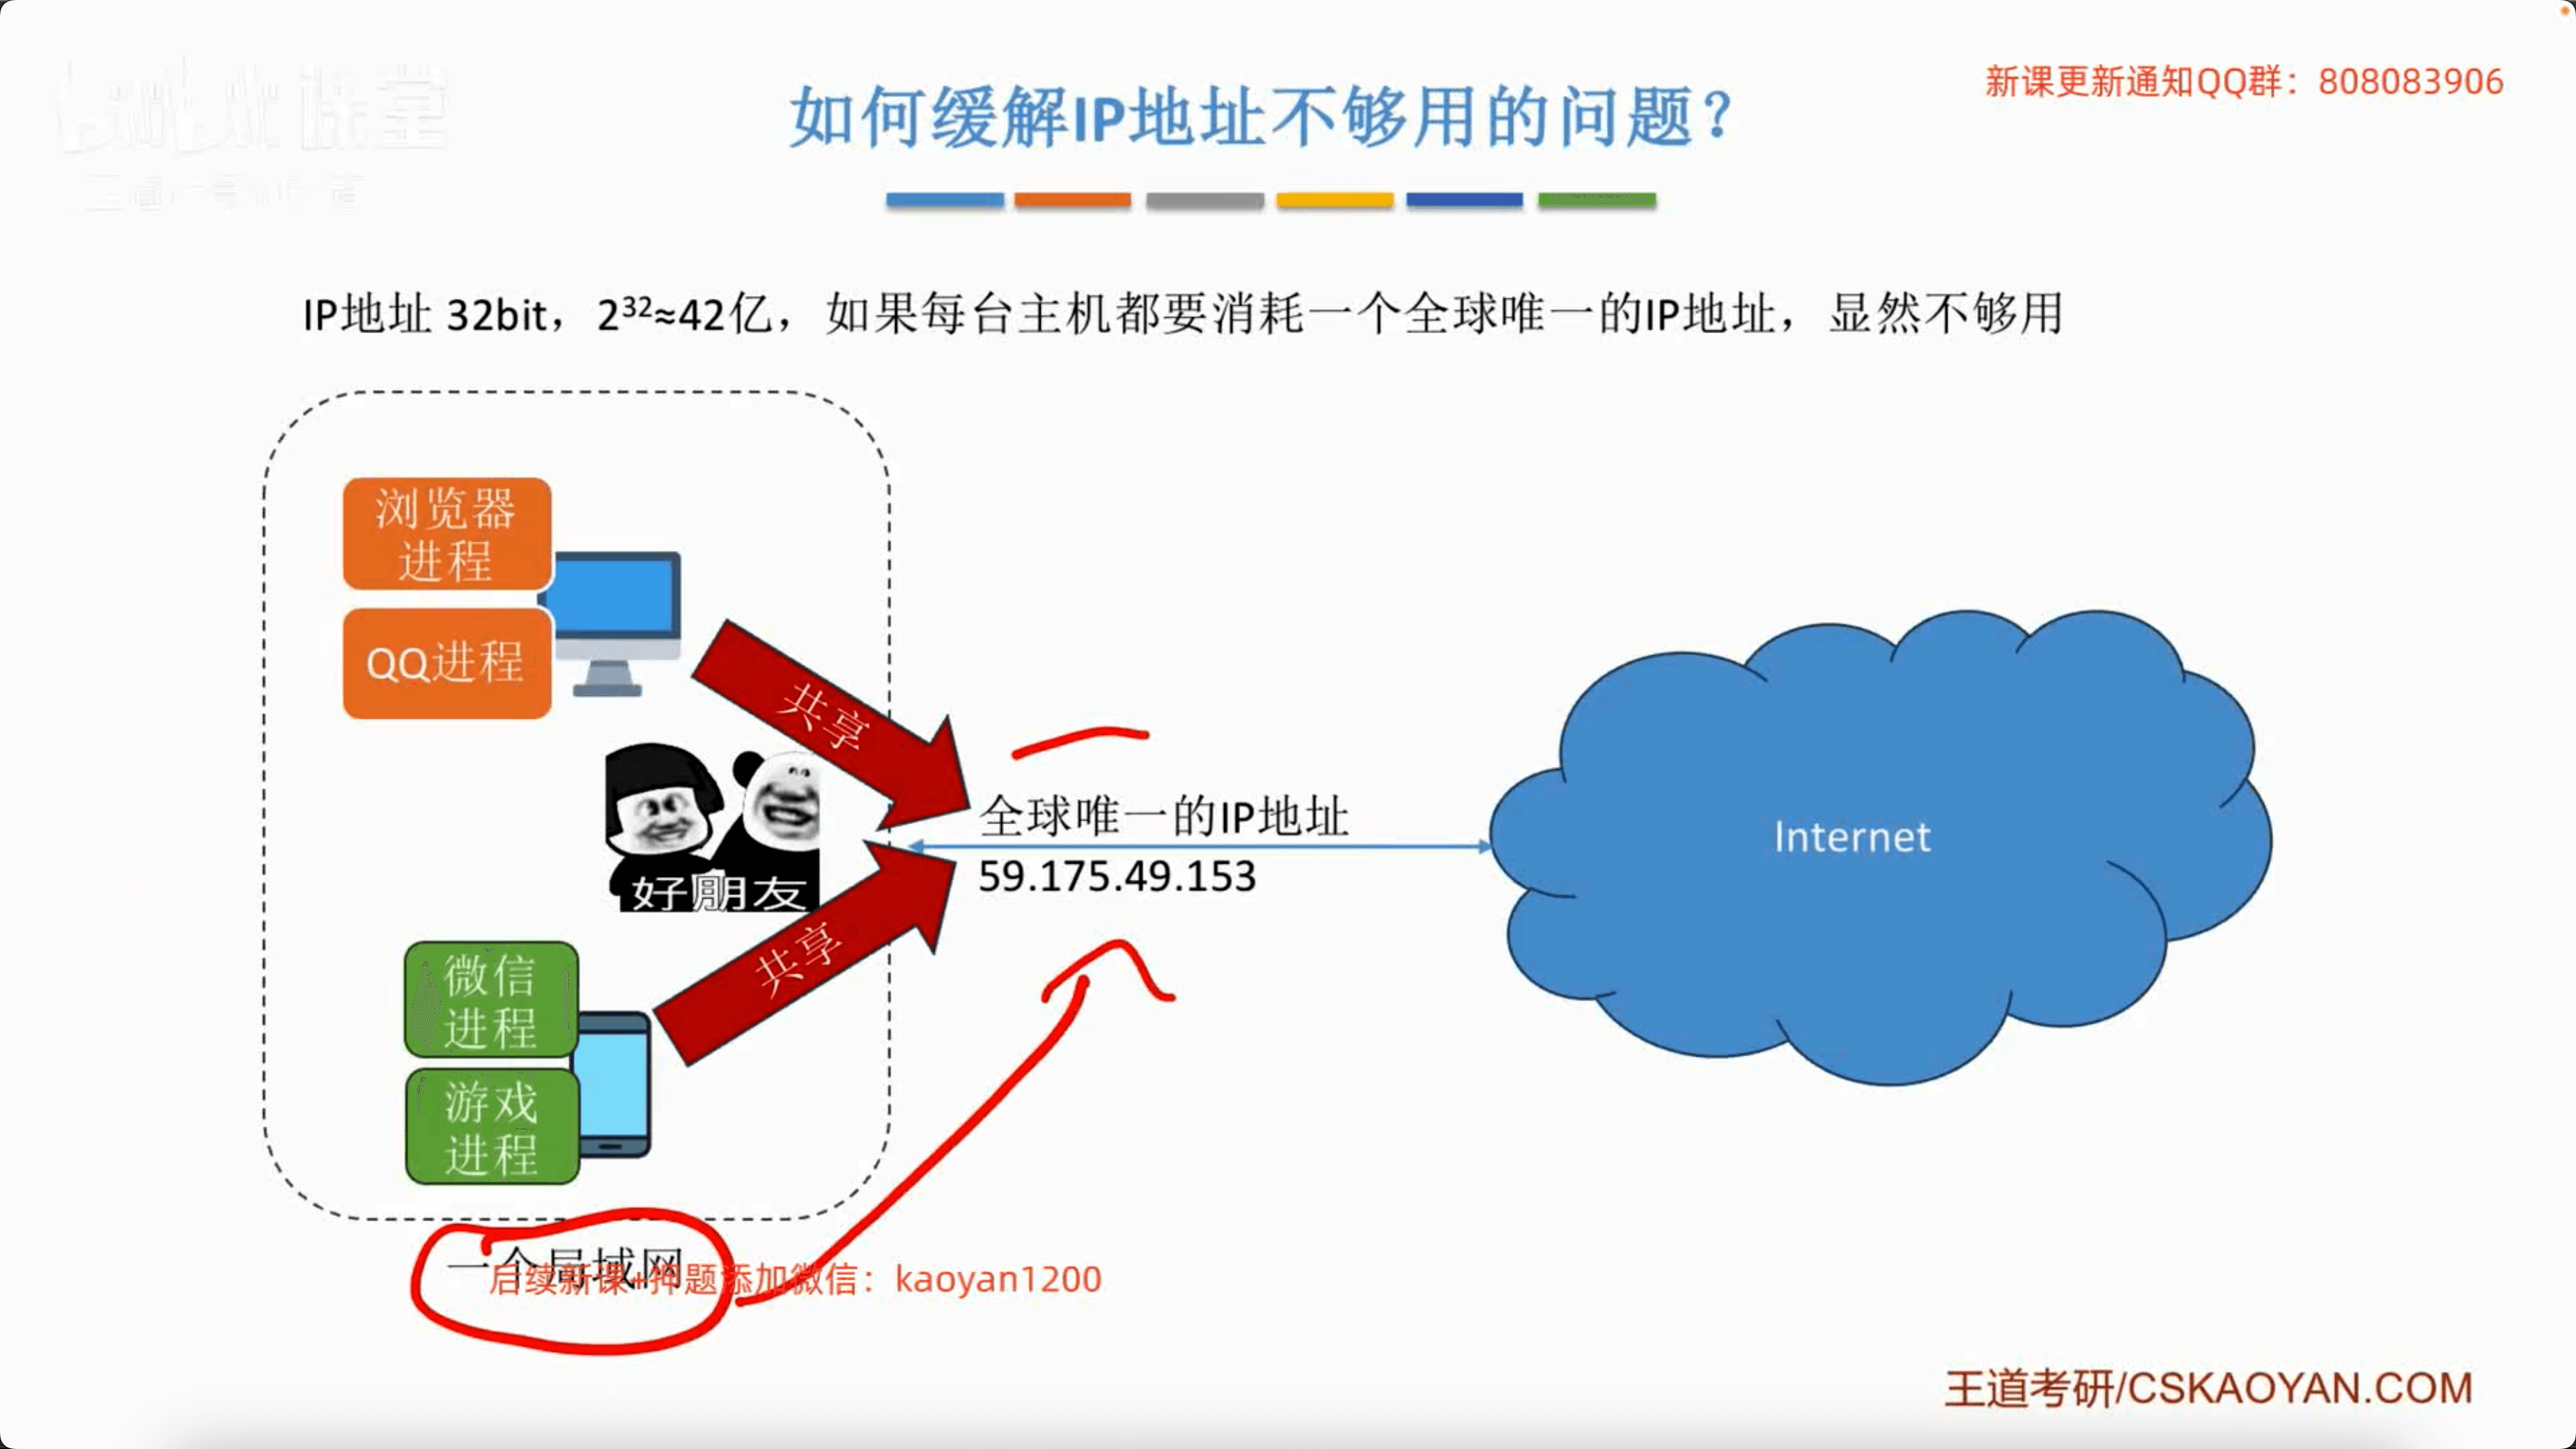 新课更新通知QQ群：808083906
如何缓解IP地址不够用的问题？
IP地址 32bit，2³²≈42亿，如果每台主机都要消耗一个全球唯一的IP地址，显然不够用
浏览器
进程
QQ进程
共享
好朋友
全球唯一的IP地址
59.175.49.153
Internet
共享
微信
进程
游戏
进程
一个局域网
后续新课+押题添加微信：kaoyan1200
王道考研/CSKAOYAN.COM